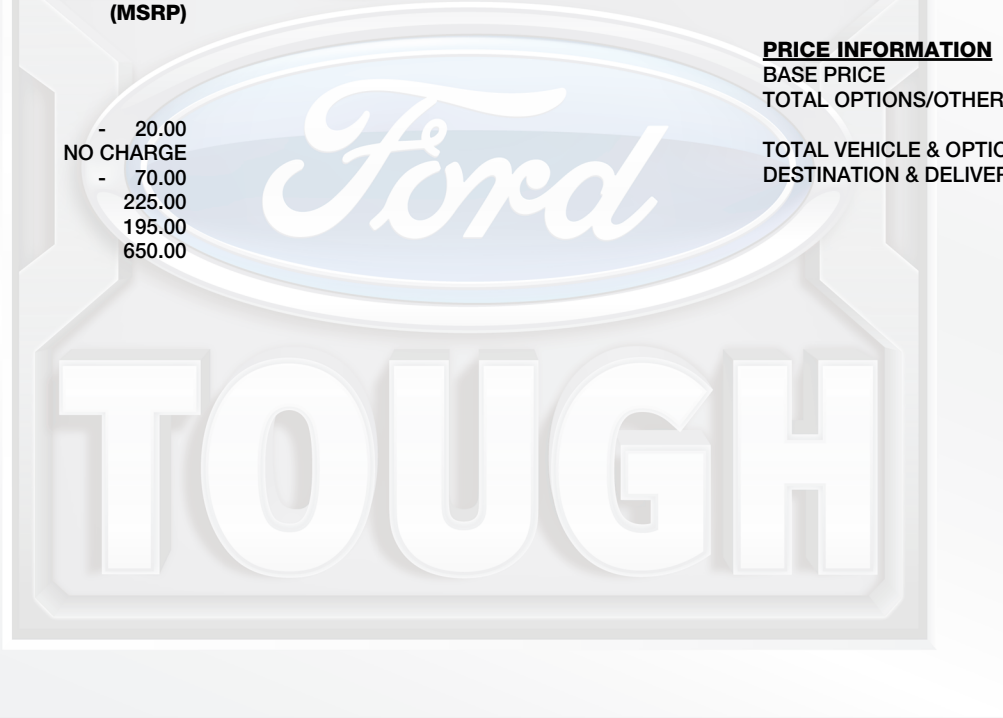 (MSRP)
- 20.00
NO CHARGE
- 70.00
225.00
195.00
650.00
PRICE INFORMATION
BASE PRICE
TOTAL OPTIONS/OTHER
TOTAL VEHICLE & OPTIO
DESTINATION & DELIVER
Ford
TOUGH